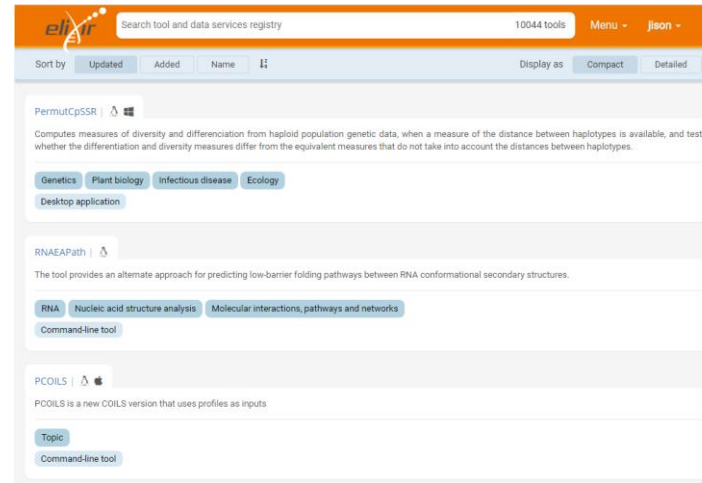 elixir
Search tool and data services registry
10044 tools
Menu
Jison
Sort by Updated Added Name
Display as Compact Detailed
PermutCpSSR |
Computes measures of diversity and differenciation from haploid population genetic data, when a measure of the distance between haplotypes is available, and test
whether the differentiation and diversity measures differ from the equivalent measures that do not take into account the distances between haplotypes.
Genetics Plant biology Infectious disease Ecology
Desktop application
RNAEAPath |
The tool provides an alternate approach for predicting low-barrier folding pathways between RNA conformational secondary structures.
RNA Nucleic acid structure analysis Molecular interactions, pathways and networks
Command-line tool
PCOILS |
PCOILS is a new COILS version that uses profiles as inputs
Topic
Command-line tool